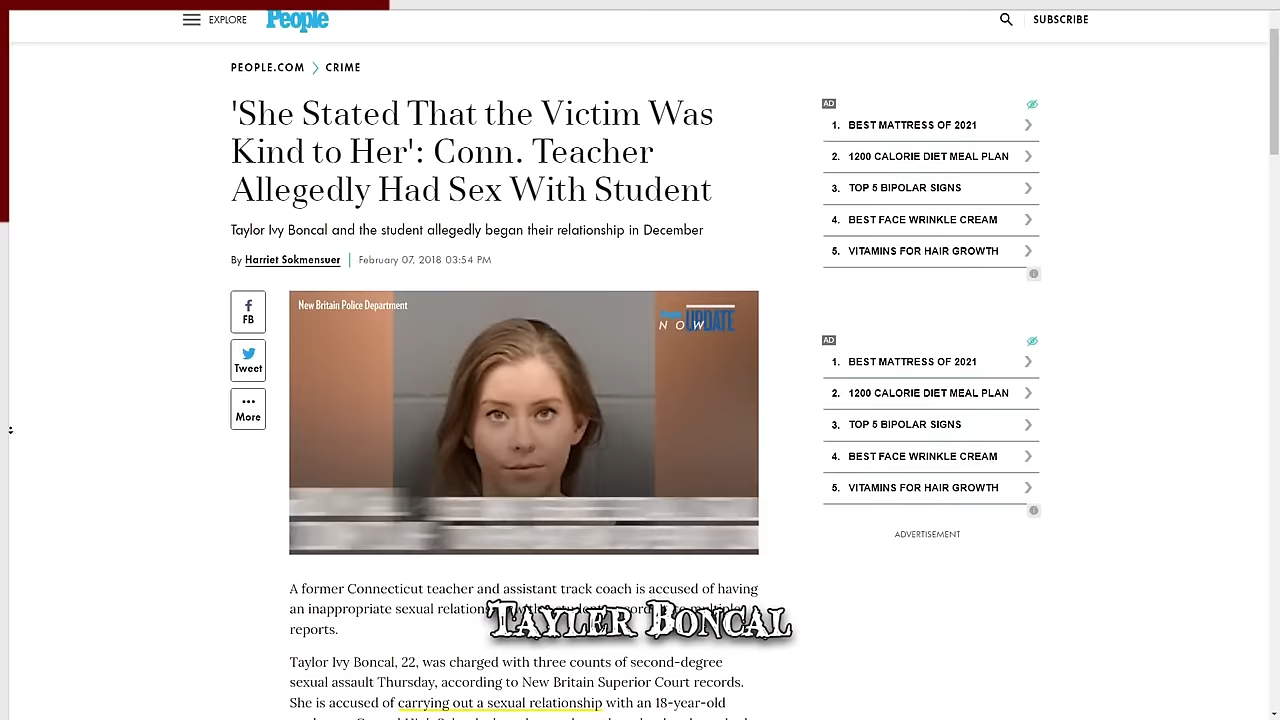 EXPLORE
People
SUBSCRIBE
PEOPLE.COM
CRIME
'She Stated That the Victim Was
Kind to Her': Conn. Teacher
Allegedly Had Sex With Student
Taylor Ivy Boncal and the student allegedly began their relationship in December
By Harriet Sokmensuer
February 07, 2018 03:54 PM
FB
Tweet
More
New Britain Police Department
NOW
UPDATE
A former Connecticut teacher and assistant track coach is accused of having
an inappropriate sexual
reports.
TAYLER BONCAL
Taylor Ivy Boncal, 22, was charged with three counts of second-degree
sexual assault Thursday, according to New Britain Superior Court records.
She is accused of carrying out a sexual relationship with an 18-year-old
AD
1. BEST MATTRESS OF 2021
2. 1200 CALORIE DIET MEAL PLAN
3. TOP 5 BIPOLAR SIGNS
4. BEST FACE WRINKLE CREAM
5. VITAMINS FOR HAIR GROWTH
AD
1. BEST MATTRESS OF 2021
2. 1200 CALORIE DIET MEAL PLAN
3. TOP 5 BIPOLAR SIGNS
4. BEST FACE WRINKLE CREAM
5. VITAMINS FOR HAIR GROWTH
ADVERTISEMENT